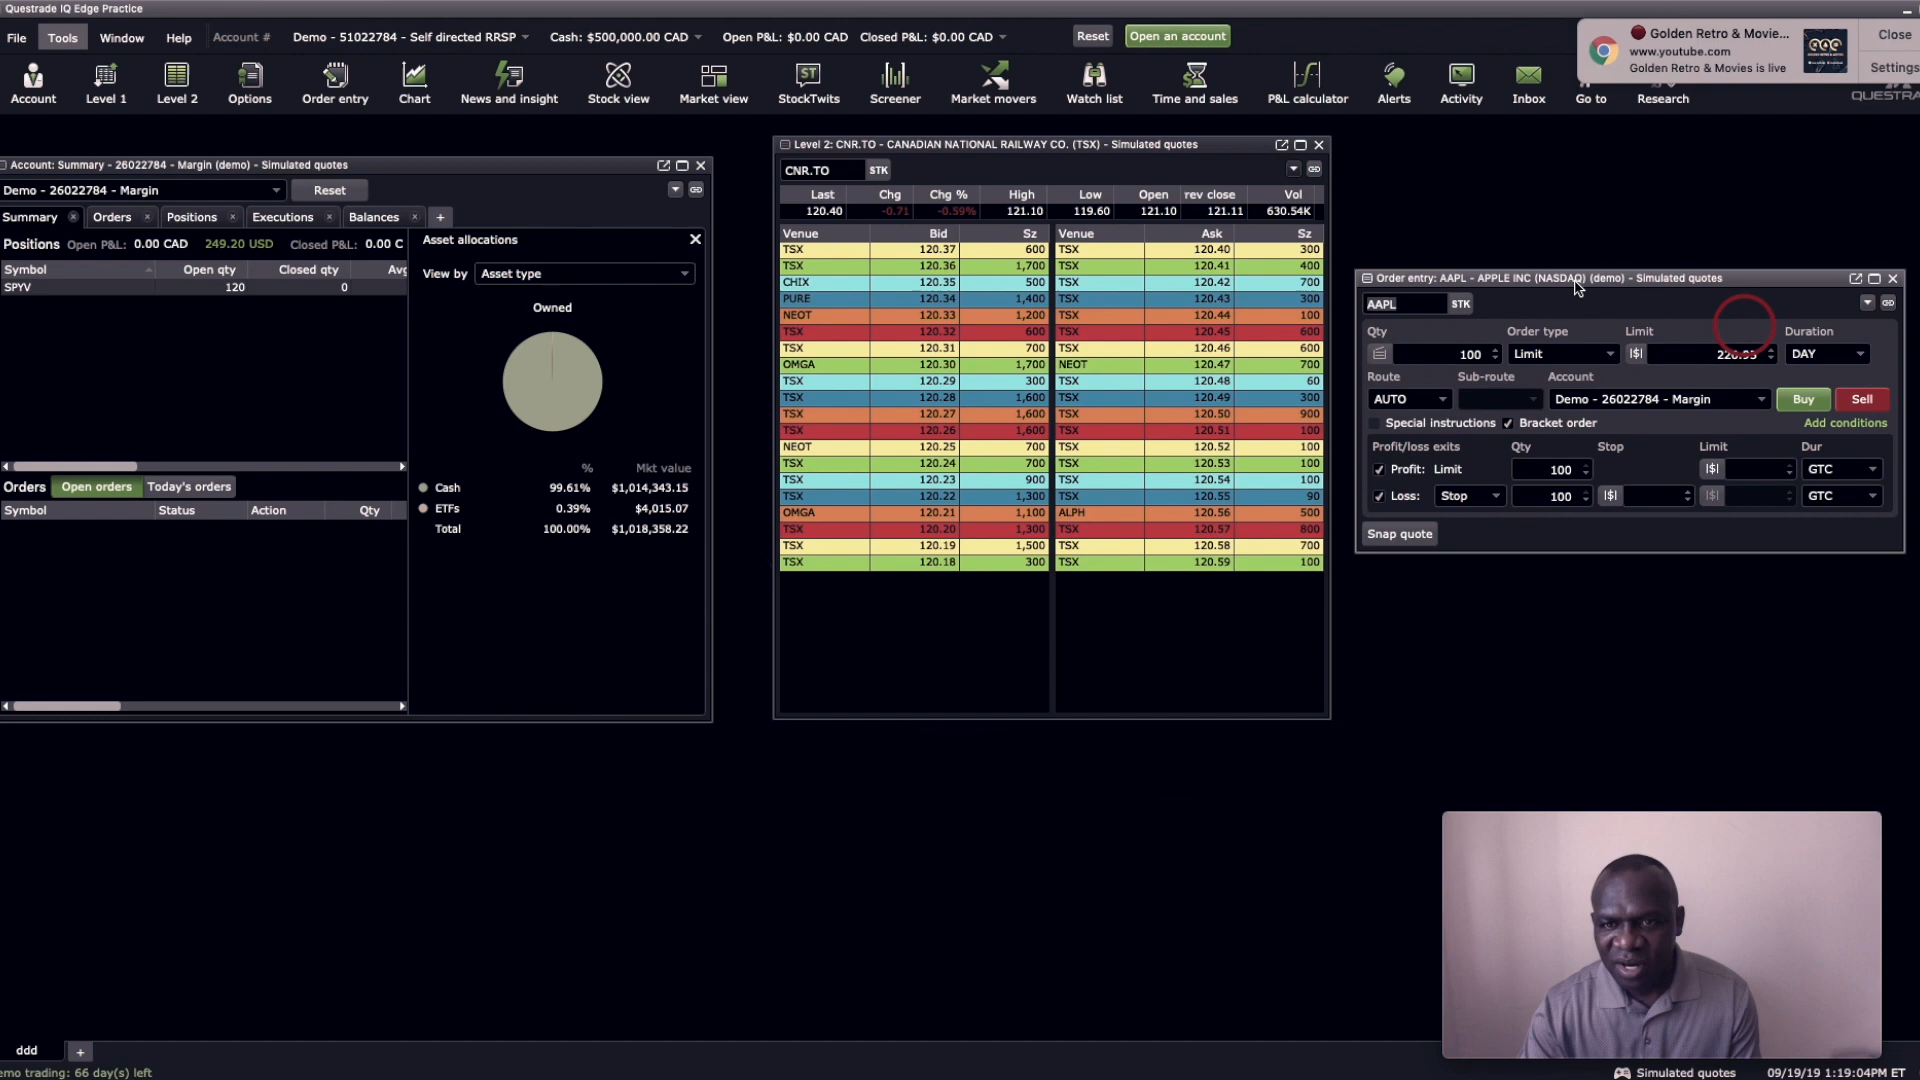 Questrade IQ Edge Practice
File Tools Window Help Account # Demo - 51022784 - Self directed RRSP Cash: $500,000.00 CAD Open P&L: $0.00 CAD Closed P&L: $0.00 CAD Reset Open an account
Golden Retro & Movie... Close
www.youtube.com
Golden Retro & Movies is live Settings
Account Level 1 Level 2 Options Order entry Chart News and insight Stock view Market view StockTwits Screener Market movers Watch list Time and sales P&L calculator Alerts Activity Inbox Go to Research
Account: Summary - 26022784 - Margin (demo) - Simulated quotes
Demo - 26022784 - Margin Reset
Summary Orders Positions Executions Balances +
Positions Open P&L: 0.00 CAD 249.20 USD Closed P&L: 0.00 C
Symbol Open qty Closed qty Avg
SPYV 120 0
Orders Open orders Today's orders
Symbol Status Action Qty
Asset allocations
View by Asset type
Owned
% Mkt value
Cash 99.61% $1,014,343.15
ETFs 0.39% $4,015.07
Total 100.00% $1,018,358.22
Level 2: CNR.TO - CANADIAN NATIONAL RAILWAY CO. (TSX) - Simulated quotes
CNR.TO STK
Last Chg Chg % High Low Open rev close Vol
120.40 -0.71 -0.59% 121.10 119.60 121.10 121.11 630.54K
Venue Bid Sz Venue Ask Sz
TSX 120.37 600 TSX 120.40 300
TSX 120.36 1,700 TSX 120.41 400
CHIX 120.35 500 TSX 120.42 700
PURE 120.34 1,400 TSX 120.43 300
NEOT 120.33 1,200 TSX 120.44 100
TSX 120.32 600 TSX 120.45 600
TSX 120.31 700 TSX 120.46 600
OMGA 120.30 1,700 NEOT 120.47 700
TSX 120.29 300 TSX 120.48 60
TSX 120.28 1,600 TSX 120.49 300
TSX 120.27 1,600 TSX 120.50 900
TSX 120.26 1,600 TSX 120.51 100
NEOT 120.25 700 TSX 120.52 100
TSX 120.24 700 TSX 120.53 100
TSX 120.23 900 TSX 120.54 100
TSX 120.22 1,300 TSX 120.55 90
OMGA 120.21 1,100 ALPH 120.56 500
TSX 120.20 1,300 TSX 120.57 800
TSX 120.19 1,500 TSX 120.58 700
TSX 120.18 300 TSX 120.59 100
Order entry: AAPL - APPLE INC (NASDAQ) (demo) - Simulated quotes
AAPL STK
Qty Order type Limit Duration
100 Limit 220.95 DAY
Route Sub-route Account
AUTO Demo - 26022784 - Margin Buy Sell
Special instructions Bracket order Add conditions
Profit/loss exits Qty Stop Limit Dur
Profit: Limit 100 GTC
Loss: Stop 100 GTC
Snap quote
ddd +
emo trading: 66 day(s) left
Simulated quotes 09/19/19 1:19:04PM ET